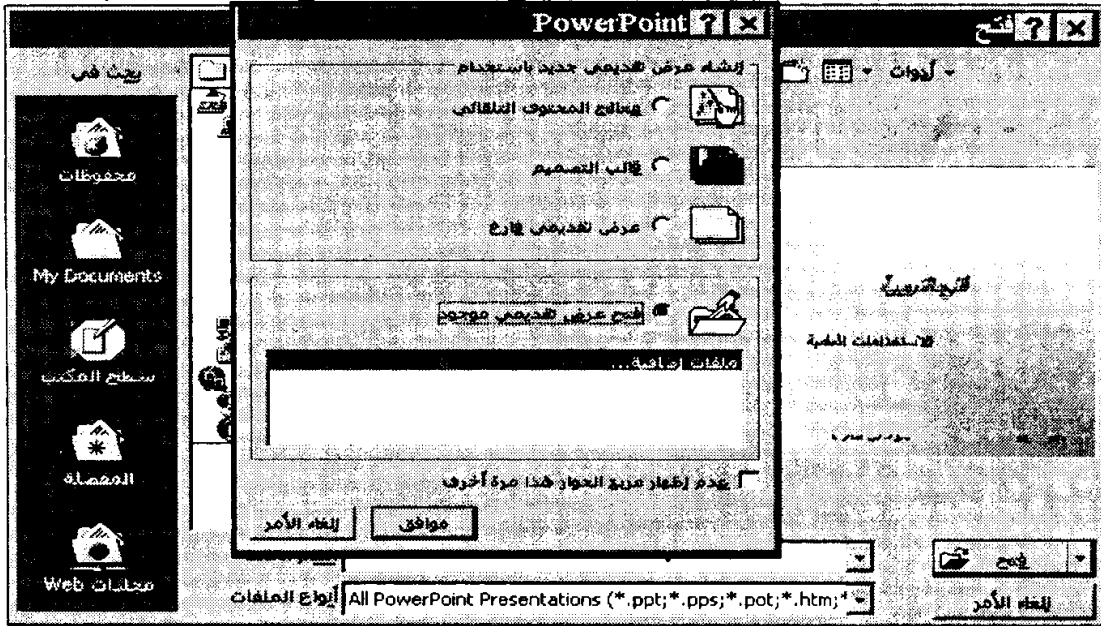 PowerPoint
إنشاء عرض تقديمي جديد باستخدام
معالج المحتوى التلقائي
قالب التصميم
عرض تقديمي فارغ
فتح عرض تقديمي موجود
ملفات إضافية...
عدم إظهار مربع الحوار هذا مرة أخرى
موافق
إلغاء الأمر
فتح
بحث في
أدوات
محفوظات
My Documents
سطح المكتب
المفضلة
مجلدات Web
للاستخدامات العلمية
فتح
أنواع الملفات
All PowerPoint Presentations (*.ppt;*.pps;*.pot;*.htm;*
إلغاء الأمر